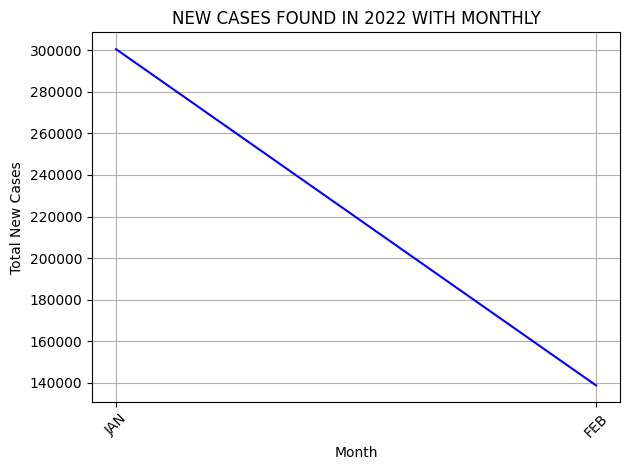 NEW CASES FOUND IN 2022 WITH MONTHLY
300000
280000
260000
240000
220000
200000
180000
160000
140000
Total New Cases
JAN
FEB
Month